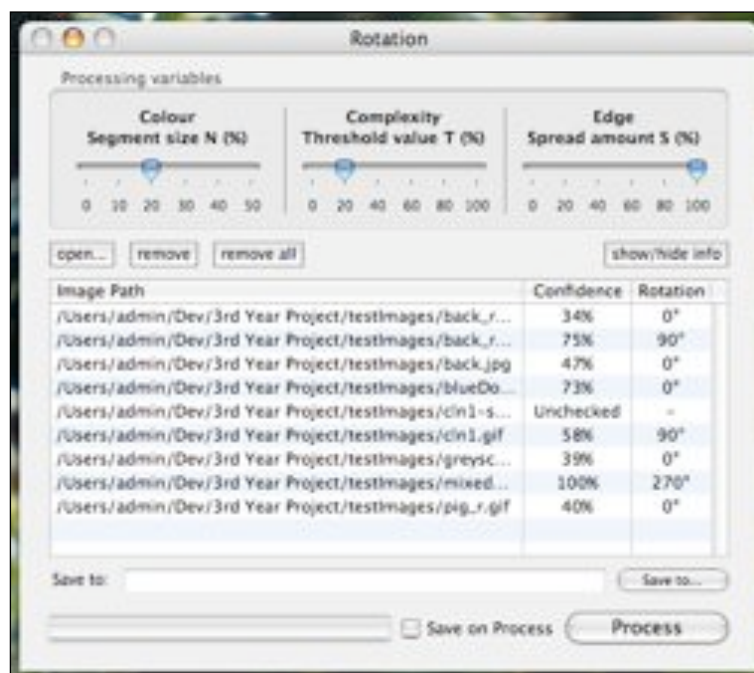 Rotation
Processing variables
Colour
Segment size N (%)
0 10 20 30 40 50
Complexity
Threshold value T (%)
0 20 40 60 80 100
Edge
Spread amount S (%)
0 20 40 60 80 100
open... remove remove all show/hide info
Image Path Confidence Rotation
/Users/admin/Dev/3rd Year Project/testImages/back_r... 34% 0°
/Users/admin/Dev/3rd Year Project/testImages/back_r... 75% 90°
/Users/admin/Dev/3rd Year Project/testImages/back.jpg 47% 0°
/Users/admin/Dev/3rd Year Project/testImages/blueDo... 73% 0°
/Users/admin/Dev/3rd Year Project/testImages/cln1-s... Unchecked -
/Users/admin/Dev/3rd Year Project/testImages/cln1.gif 58% 90°
/Users/admin/Dev/3rd Year Project/testImages/greysc... 39% 0°
/Users/admin/Dev/3rd Year Project/testImages/mixed... 100% 270°
/Users/admin/Dev/3rd Year Project/testImages/pig_r.gif 40% 0°
Save to: Save to...
Save on Process Process